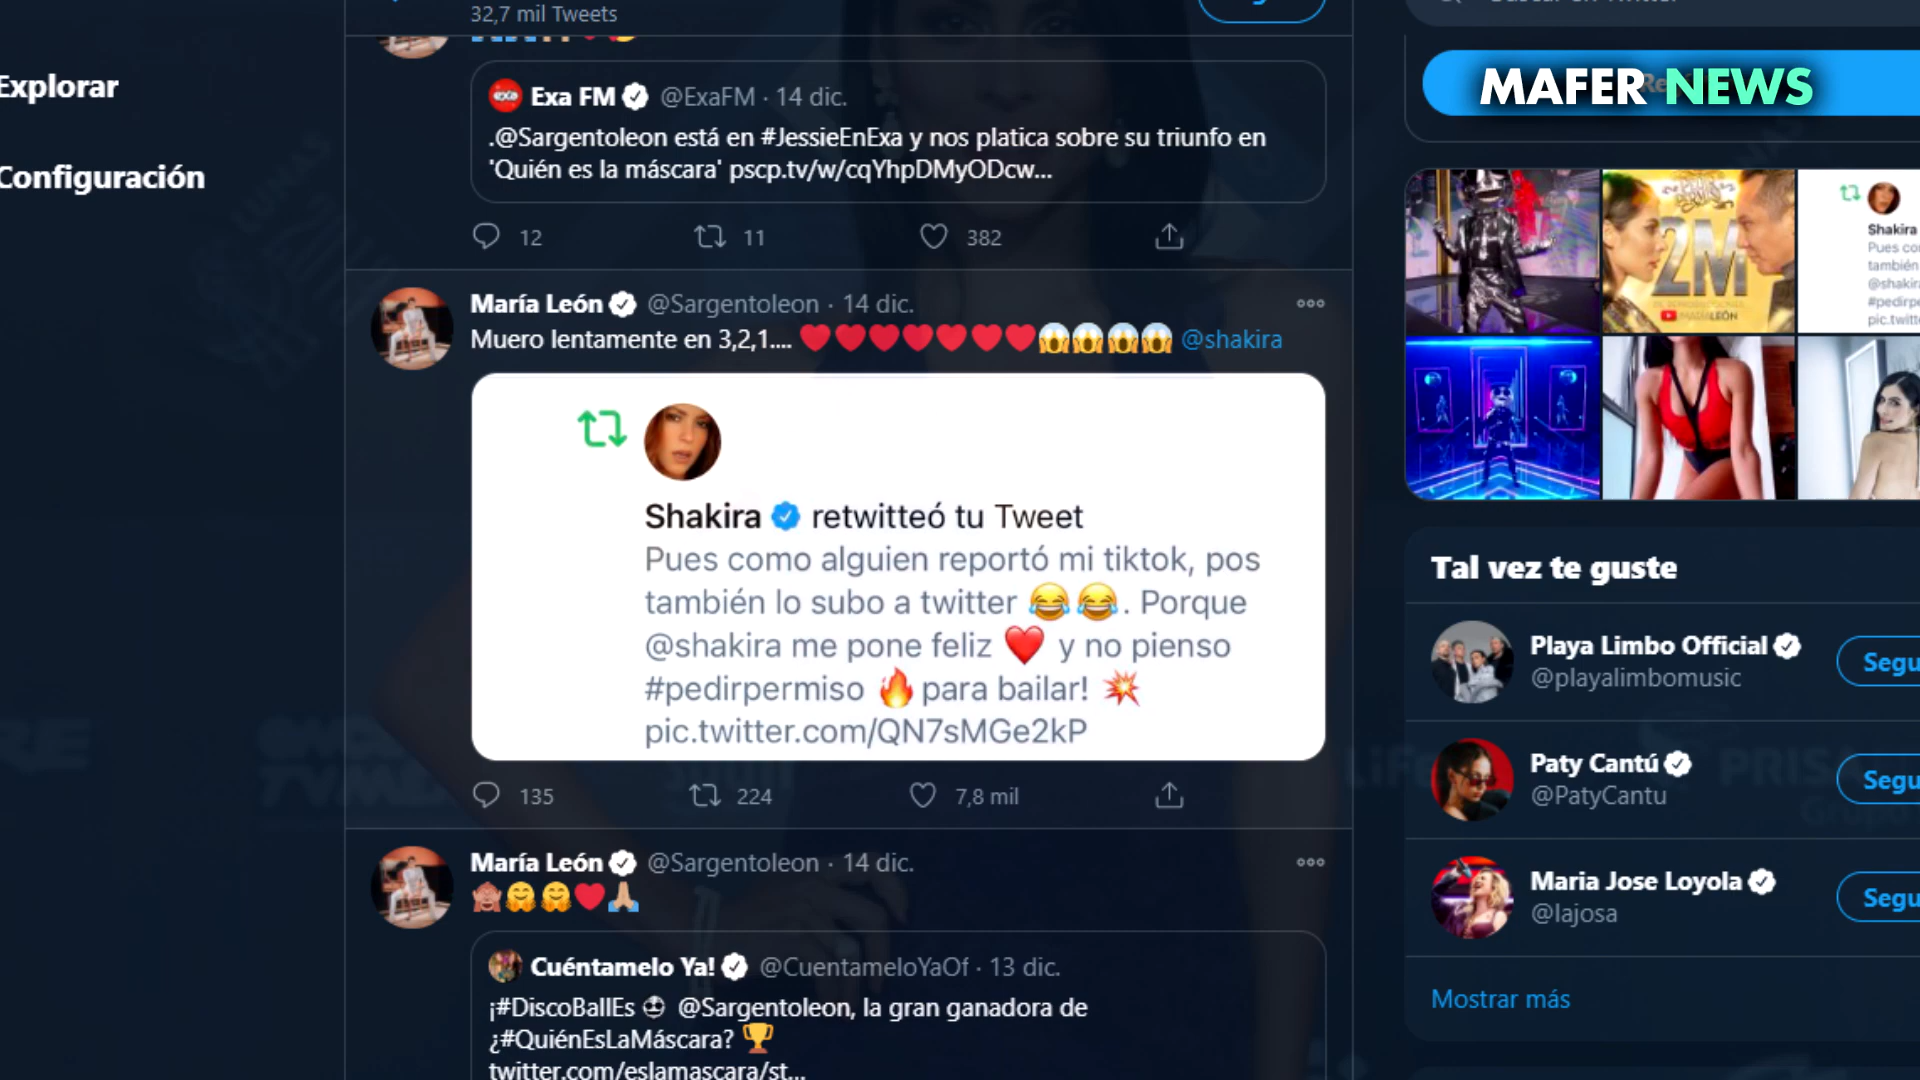 32,7 mil Tweets
Explorar
Configuración
MAFER NEWS
Exa FM @ExaFM · 14 dic.
.@Sargentoleon está en #JessieEnExa y nos platica sobre su triunfo en
'Quién es la máscara' pscp.tv/w/cqYhpDMyODcw...
12 11 382
María León @Sargentoleon · 14 dic.
Muero lentamente en 3,2,1.... ❤️❤️❤️❤️❤️❤️❤️😱😱😱😱 @shakira
Shakira retwitteó tu Tweet
Pues como alguien reportó mi tiktok, pos
también lo subo a twitter 😂😂. Porque
@shakira me pone feliz ❤️ y no pienso
#pedirpermiso 🔥 para bailar! 💥
pic.twitter.com/QN7sMGe2kP
135 224 7,8 mil
María León @Sargentoleon · 14 dic.
🙈🤗🤗❤️🙏🏼
Cuéntamelo Ya! @CuentameloYaOf · 13 dic.
¡#DiscoBallEs @Sargentoleon, la gran ganadora de
¿#QuiénEsLaMáscara? 🏆
twitter.com/eslamascara/st...
2M
MARÍALEÓN
Shakira
Pues co
también
@shakira
#pedirpe
pic.twitt
Tal vez te guste
Playa Limbo Official
@playalimbomusic
Segu
Paty Cantú
@PatyCantu
Segu
Maria Jose Loyola
@lajosa
Segu
Mostrar más